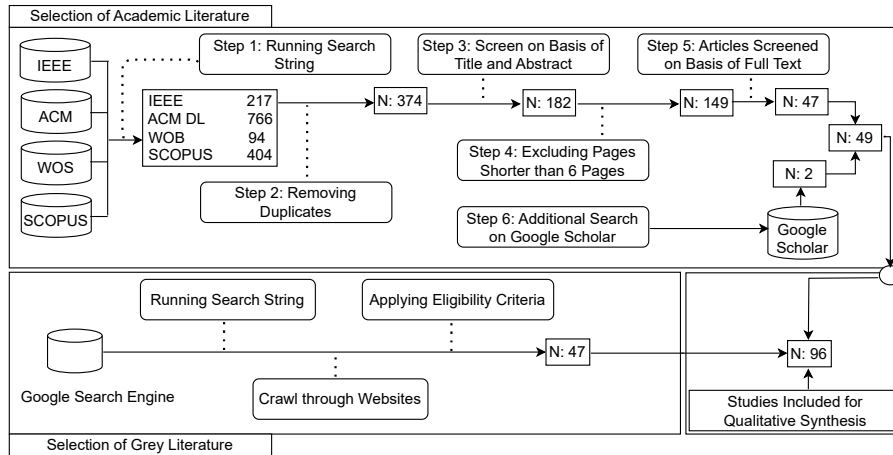 Selection of Academic Literature
IEEE
ACM
WOS
SCOPUS
Step 1: Running Search
String
IEEE 217
ACM DL 766
WOB 94
SCOPUS 404
Step 2: Removing
Duplicates
N: 374
Step 3: Screen on Basis of
Title and Abstract
N: 182
Step 4: Excluding Pages
Shorter than 6 Pages
N: 149
Step 5: Articles Screened
on Basis of Full Text
N: 47
N: 49
N: 2
Step 6: Additional Search
on Google Scholar
Google
Scholar
Running Search String
Applying Eligibility Criteria
N: 47
Google Search Engine
Crawl through Websites
N: 96
Studies Included for
Qualitative Synthesis
Selection of Grey Literature